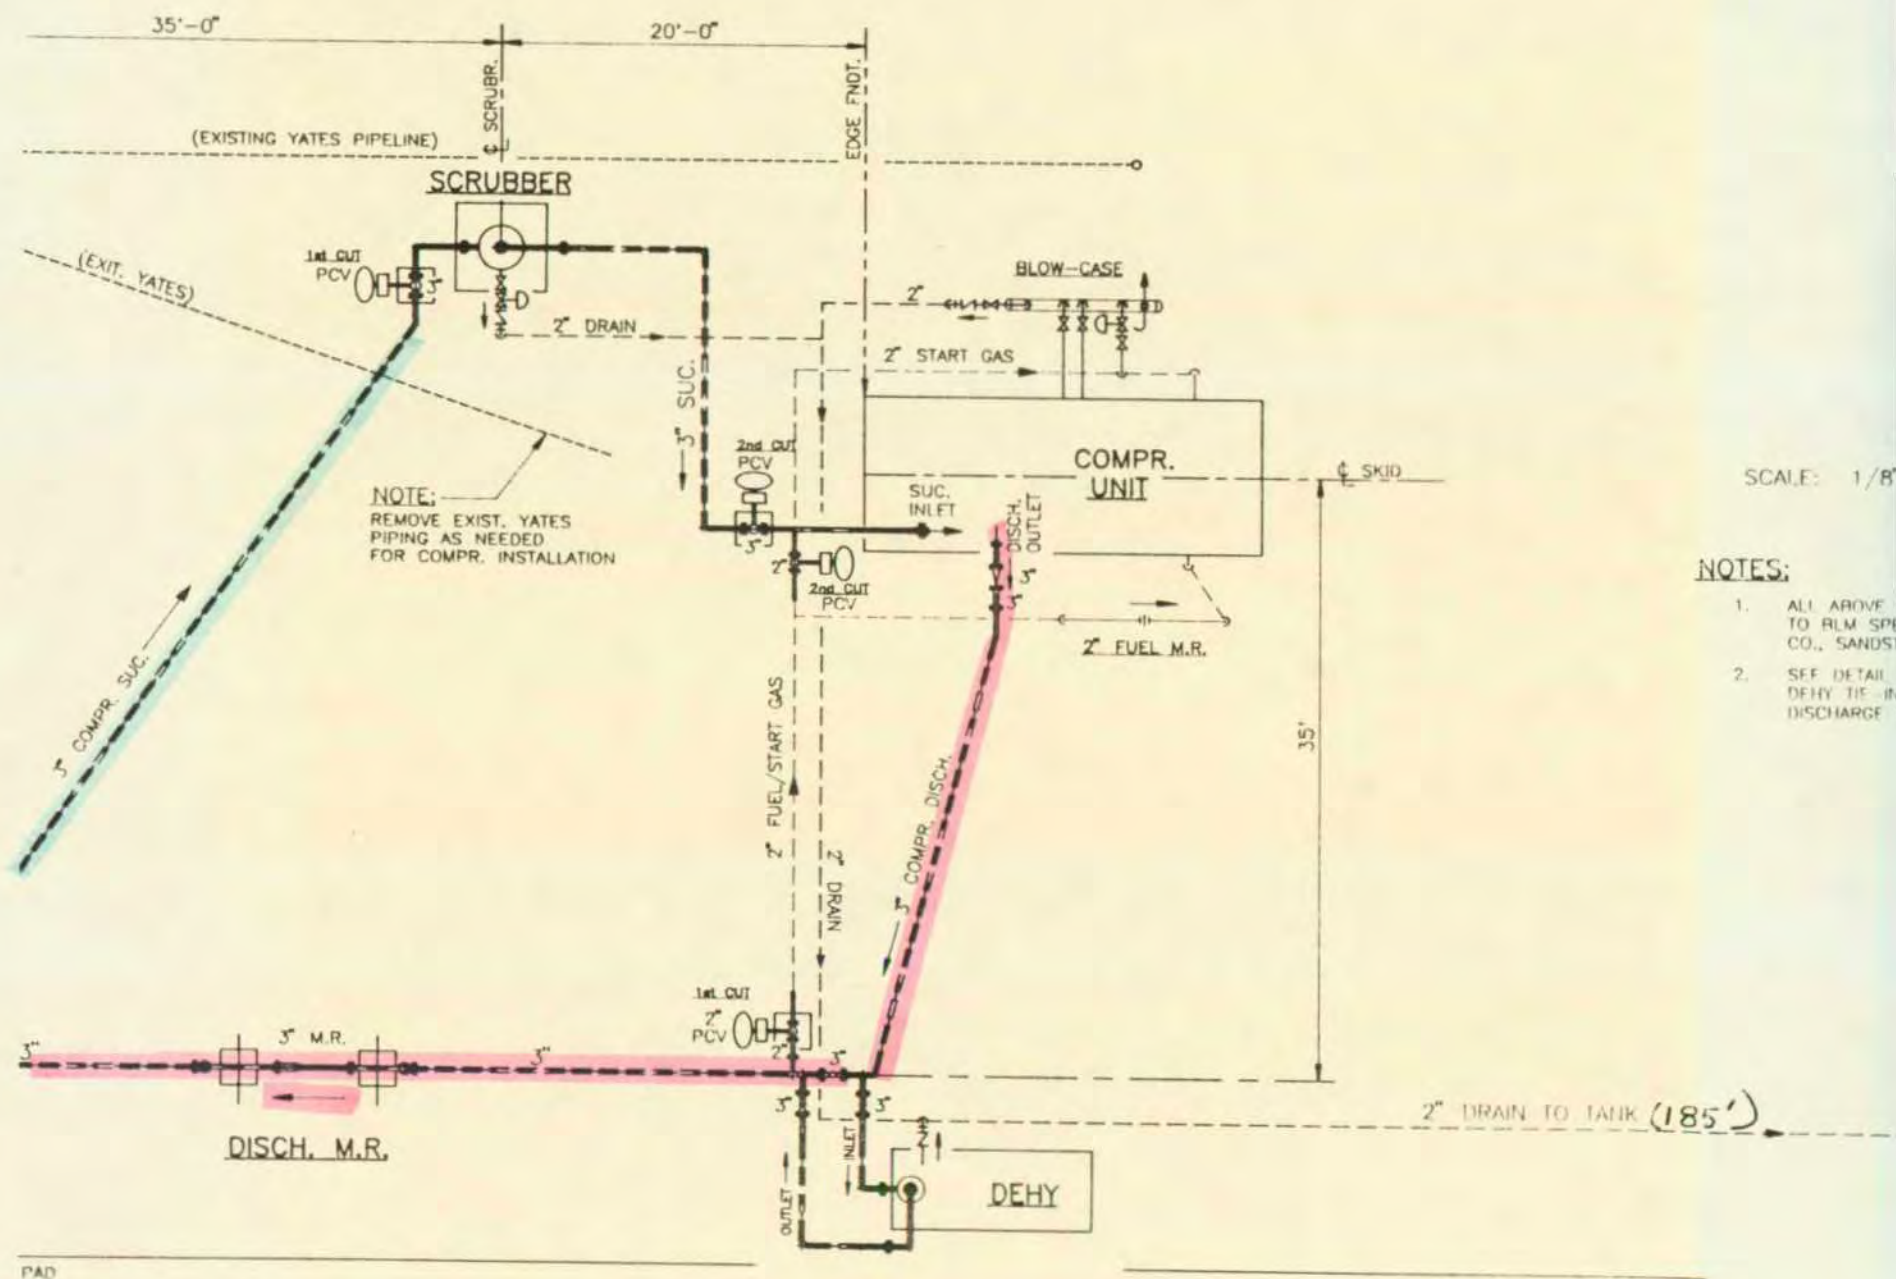 35'-0"
20'-0"
℄ SCRUBR.
EDGE FNDT.
(EXISTING YATES PIPELINE)
SCRUBBER
(EXIT. YATES)
1st CUT
PCV
3"
BLOW-CASE
2"
2" DRAIN
2" START GAS
3" SUC.
2nd CUT
PCV
3"
COMPR.
UNIT
℄ SKID
SCALE: 1/8"
NOTE:
REMOVE EXIST. YATES
PIPING AS NEEDED
FOR COMPR. INSTALLATION
SUC.
INLET
DISCH.
OUTLET
2"
2nd CUT
PCV
3"
3"
2" FUEL M.R.
NOTES:
1. ALL ABOVE
TO RLM SPE
CO., SANDST
2. SEE DETAIL
DEHY TIE-IN
DISCHARGE
3" COMPR. SUC.
2" FUEL/START GAS
2" DRAIN
3" COMPR. DISCH.
35'
1st CUT
2"
PCV
2"
3"
3" M.R.
3"
3"
3"
3"
2" DRAIN TO TANK (185')
DISCH. M.R.
OUTLET
INLET
DEHY
PAD